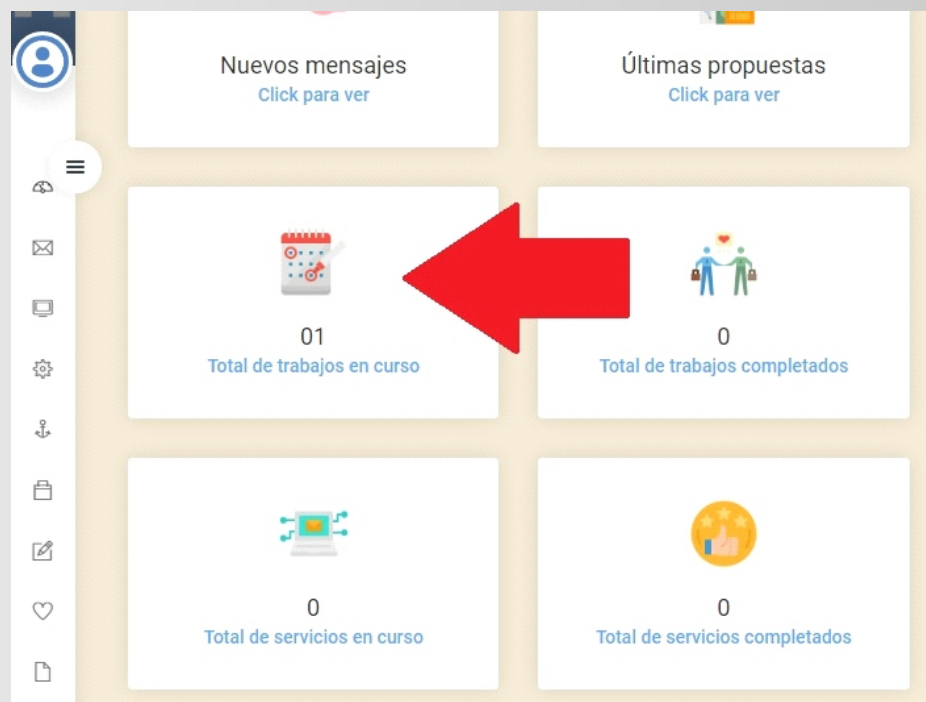 Nuevos mensajes
Click para ver
Últimas propuestas
Click para ver
01
Total de trabajos en curso
0
Total de trabajos completados
0
Total de servicios en curso
0
Total de servicios completados